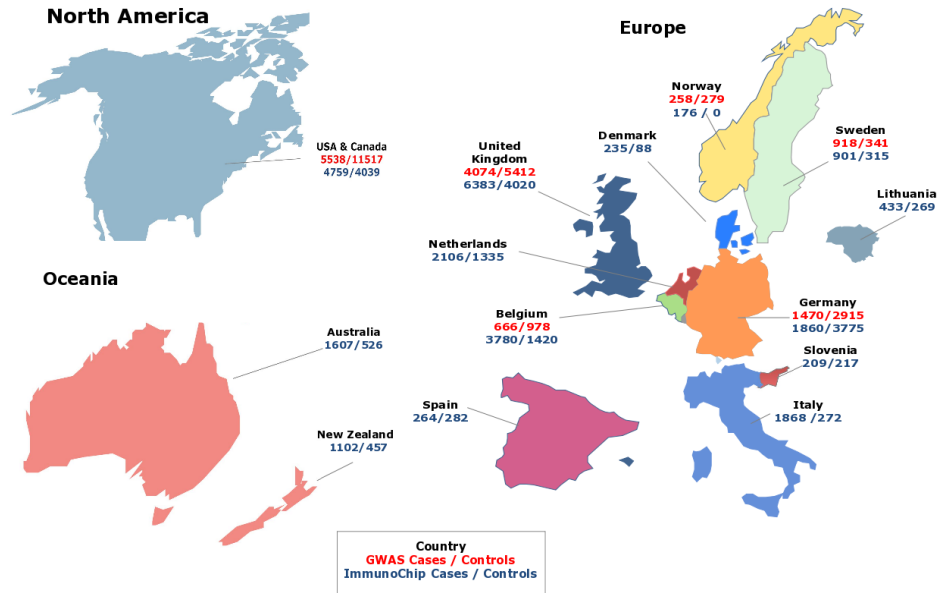 North America
USA & Canada
5538/11517
4759/4039
Oceania
Australia
1607/526
New Zealand
1102/457
Europe
Norway
258/279
176 / 0
Denmark
235/88
Sweden
918/341
901/315
United
Kingdom
4074/5412
6383/4020
Lithuania
433/269
Netherlands
2106/1335
Belgium
666/978
3780/1420
Germany
1470/2915
1860/3775
Slovenia
209/217
Spain
264/282
Italy
1868 /272
Country
GWAS Cases / Controls
ImmunoChip Cases / Controls